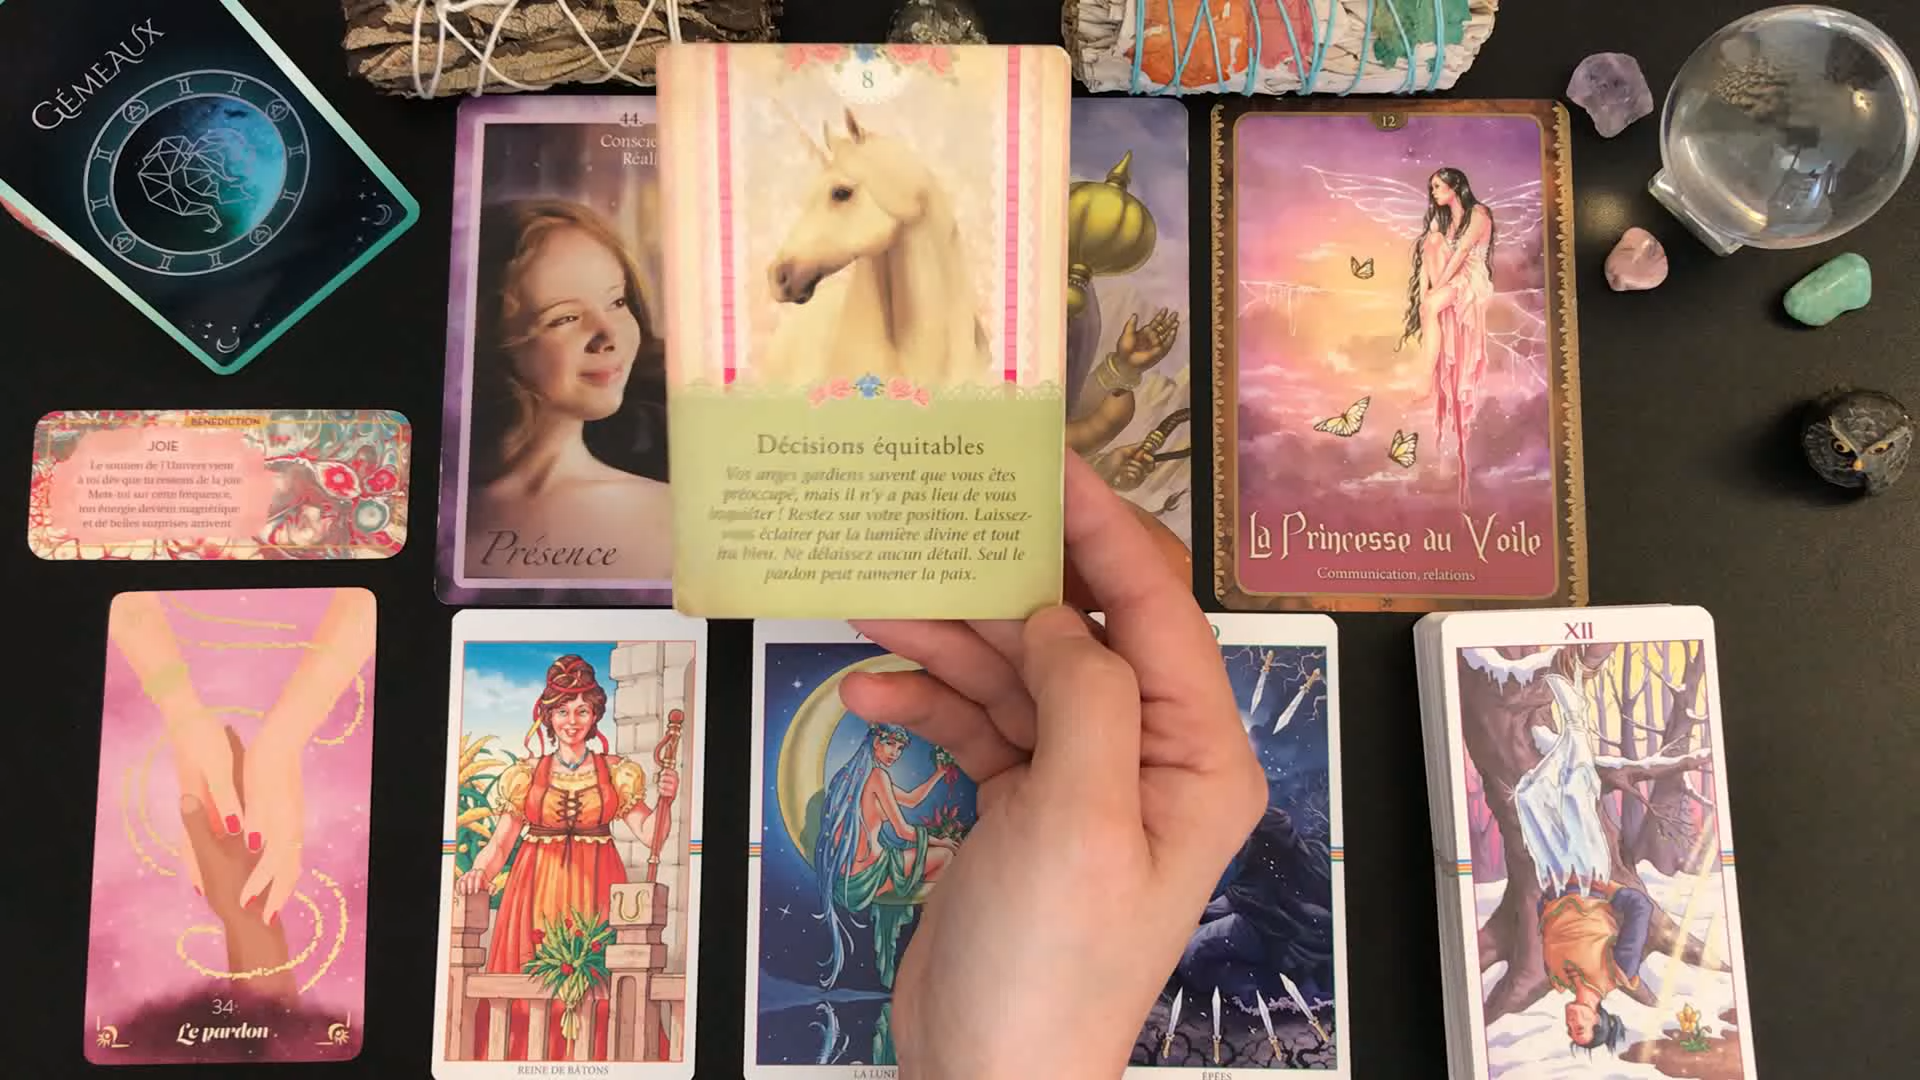 GÉMEAUX
BÉNÉDICTION
JOIE
Le soutien de l'Univers vient
à toi dès que tu ressens de la joie.
Mets-toi sur cette fréquence,
ton énergie devient magnétique
et de belles surprises arrivent
34
Le pardon
44.
Présence
8
Décisions équitables
Vos anges gardiens savent que vous êtes
préoccupé, mais il n'y a pas lieu de vous
inquiéter ! Restez sur votre position. Laissez-
vous éclairer par la lumière divine et tout
ira bien. Ne délaissez aucun détail. Seul le
pardon peut ramener la paix.
12
La Princesse du Voile
Communication, relations
REINE DE BÂTONS
LA LUNE
ÉPÉES
XII